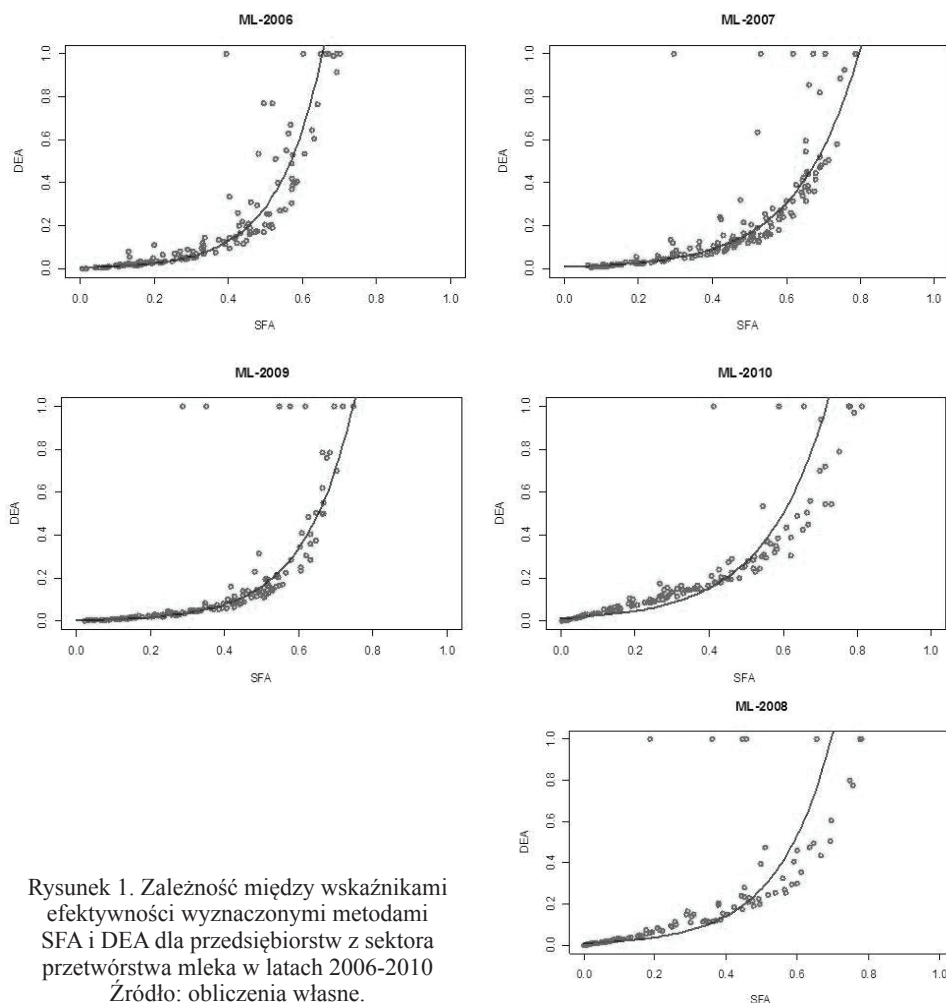 ML-2006
1.0
0.8
0.6
0.4
0.2
0.0
DEA
0.0 0.2 0.4 0.6 0.8 1.0
SFA
ML-2007
1.0
0.8
0.6
0.4
0.2
0.0
DEA
0.0 0.2 0.4 0.6 0.8 1.0
SFA
ML-2009
1.0
0.8
0.6
0.4
0.2
0.0
DEA
0.0 0.2 0.4 0.6 0.8 1.0
SFA
ML-2010
1.0
0.8
0.6
0.4
0.2
0.0
DEA
0.0 0.2 0.4 0.6 0.8 1.0
SFA
ML-2008
1.0
0.8
0.6
0.4
0.2
0.0
DEA
0.0 0.2 0.4 0.6 0.8 1.0
SFA
Rysunek 1. Zależność między wskaźnikami
efektywności wyznaczonymi metodami
SFA i DEA dla przedsiębiorstw z sektora
przetwórstwa mleka w latach 2006-2010
Źródło: obliczenia własne.